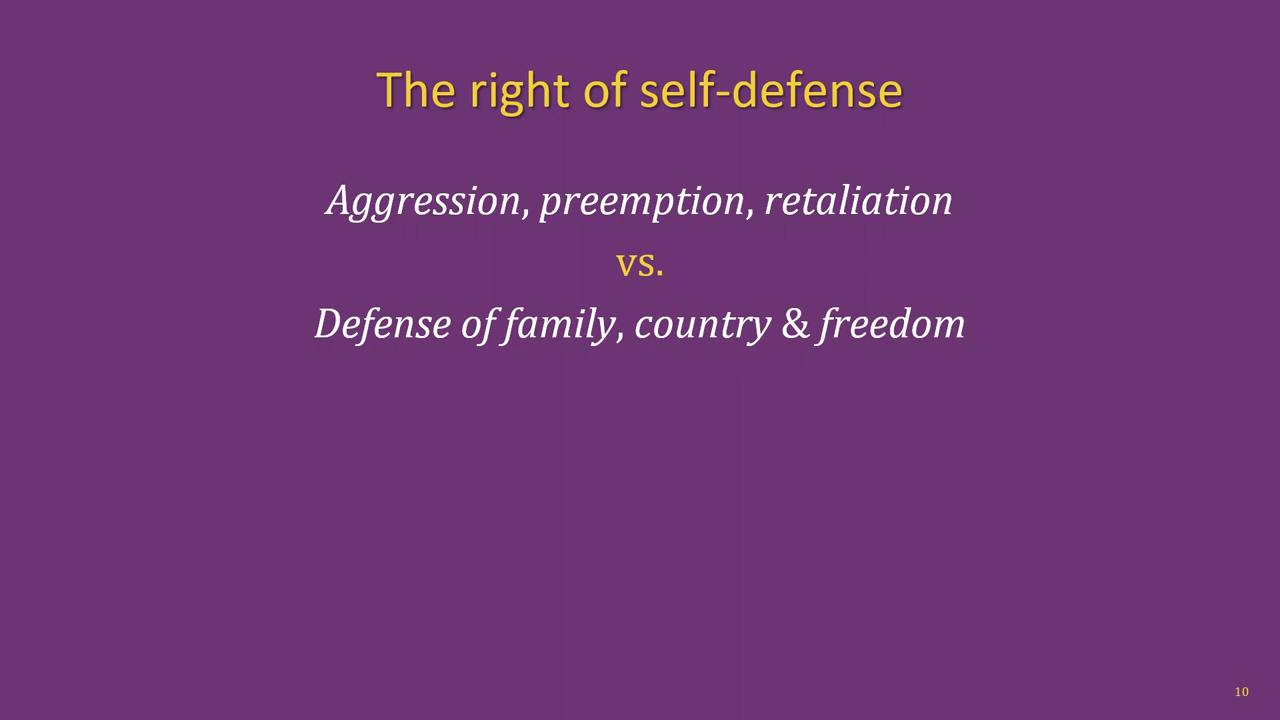 The right of self-defense
Aggression, preemption, retaliation
vs.
Defense of family, country & freedom
10